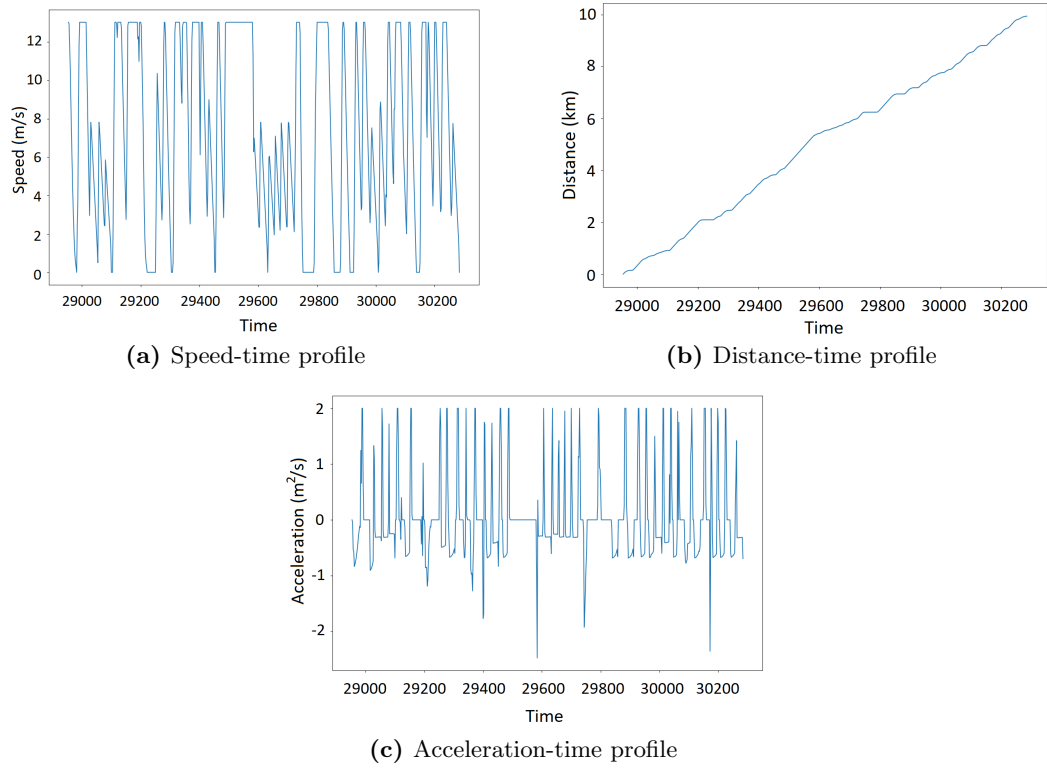 12
10
8
6
4
2
0
Speed (m/s)
29000 29200 29400 29600 29800 30000 30200
Time
(a) Speed-time profile
10
8
6
4
2
0
Distance (km)
29000 29200 29400 29600 29800 30000 30200
Time
(b) Distance-time profile
2
1
0
-1
-2
Acceleration (m²/s)
29000 29200 29400 29600 29800 30000 30200
Time
(c) Acceleration-time profile